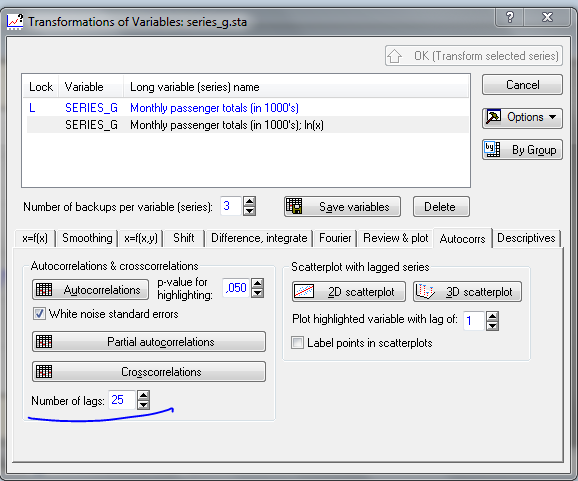 Transformations of Variables: series_g.sta
OK (Transform selected series)
Lock Variable Long variable (series) name
L SERIES_G Monthly passenger totals (in 1000's)
SERIES_G Monthly passenger totals (in 1000's); ln(x)
Cancel
Options
By Group
Number of backups per variable (series): 3 Save variables Delete
x=f(x) Smoothing x=f(x,y) Shift Difference, integrate Fourier Review & plot Autocorrs Descriptives
Autocorrelations & crosscorrelations
Autocorrelations p-value for highlighting: ,050
White noise standard errors
Partial autocorrelations
Crosscorrelations
Number of lags: 25
Scatterplot with lagged series
2D scatterplot 3D scatterplot
Plot highlighted variable with lag of: 1
Label points in scatterplots